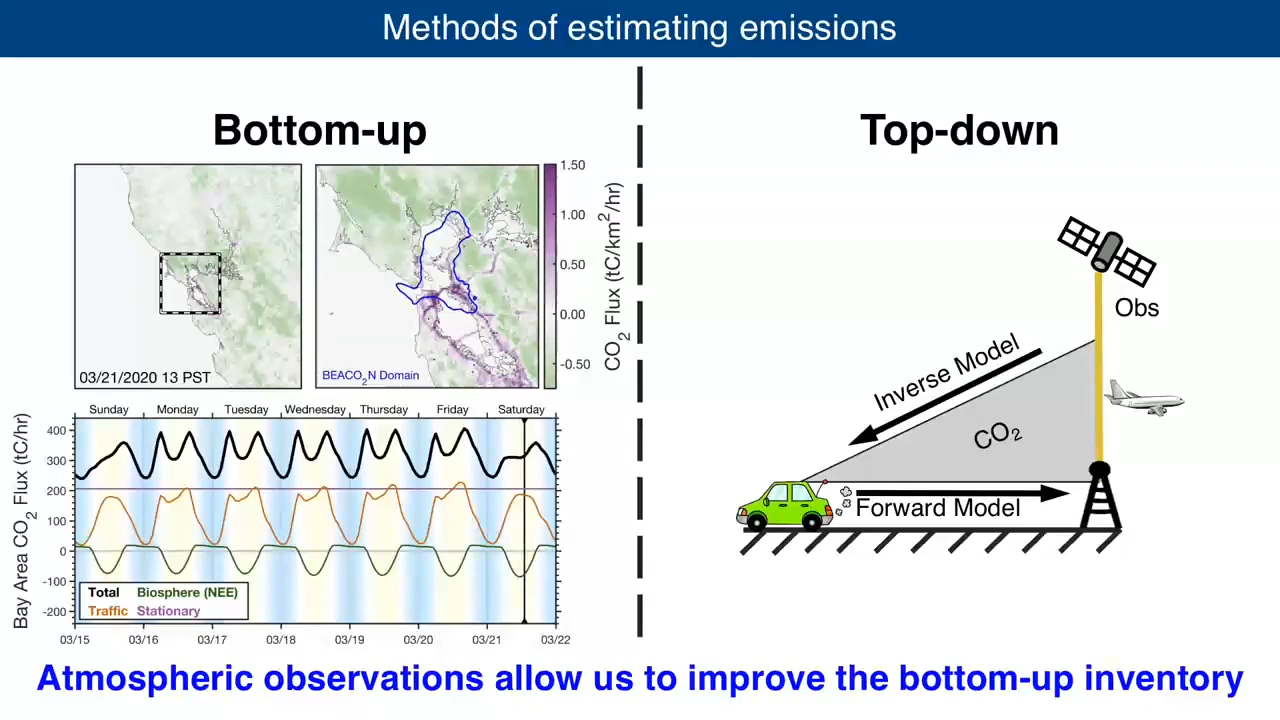 Methods of estimating emissions
Bottom-up
03/21/2020 13 PST
BEACO₂N Domain
1.50
1.00
0.50
0.00
-0.50
CO₂ Flux (tC/km²/hr)
Sunday Monday Tuesday Wednesday Thursday Friday Saturday
Bay Area CO₂ Flux (tC/hr)
400
300
200
100
0
-100
-200
Total Biosphere (NEE)
Traffic Stationary
03/15 03/16 03/17 03/18 03/19 03/20 03/21 03/22
Top-down
Obs
Inverse Model
CO₂
Forward Model
Atmospheric observations allow us to improve the bottom-up inventory